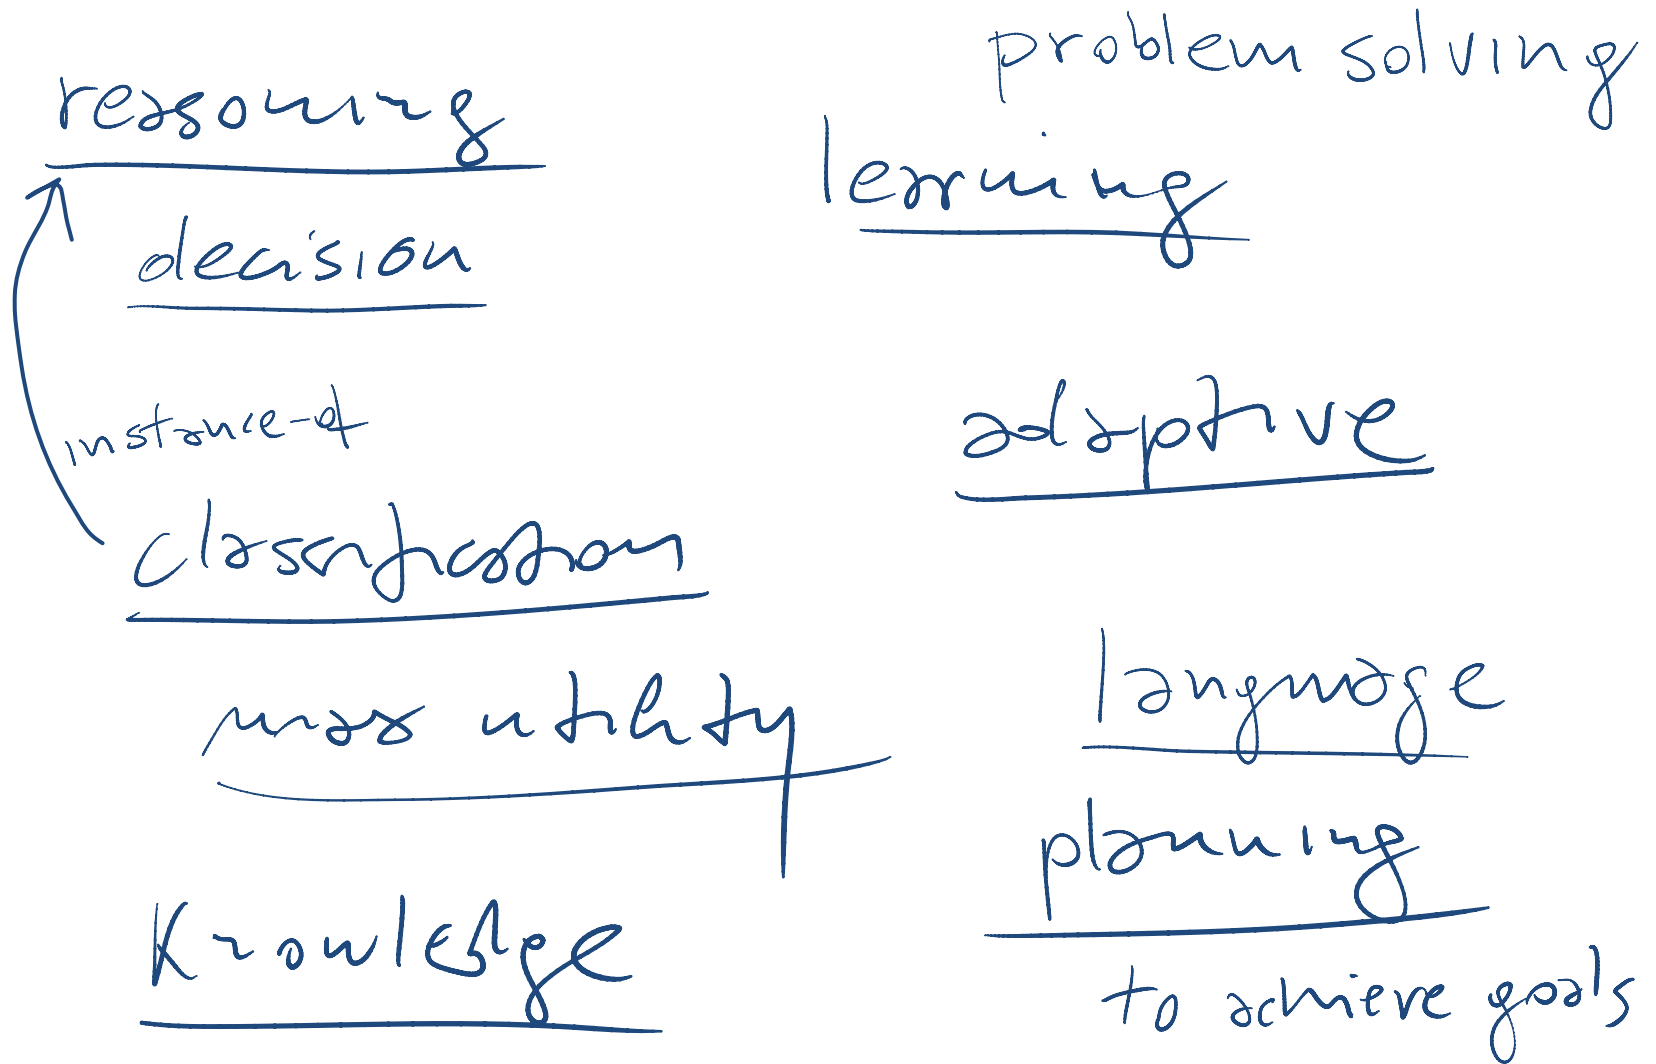 reasoning
decision
instance-of
classification
max utility
Knowledge
problem solving
learning
adaptive
language
planning
to achieve goals